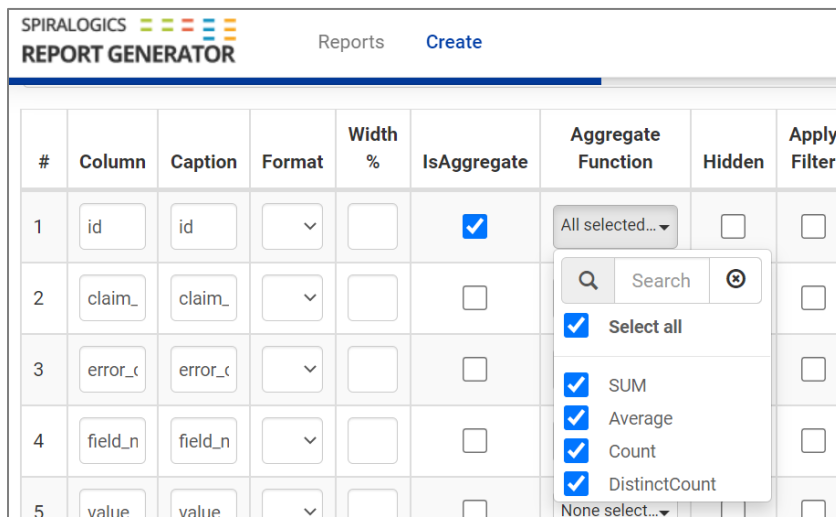 SPIRALOGICS
REPORT GENERATOR
Reports Create
# Column Caption Format Width % IsAggregate Aggregate Function Hidden Apply Filter
1 id id All selected...
Search
2 claim_ claim_
Select all
3 error_c error_c
SUM
Average
4 field_n field_n
Count
DistinctCount
5 value value None select...